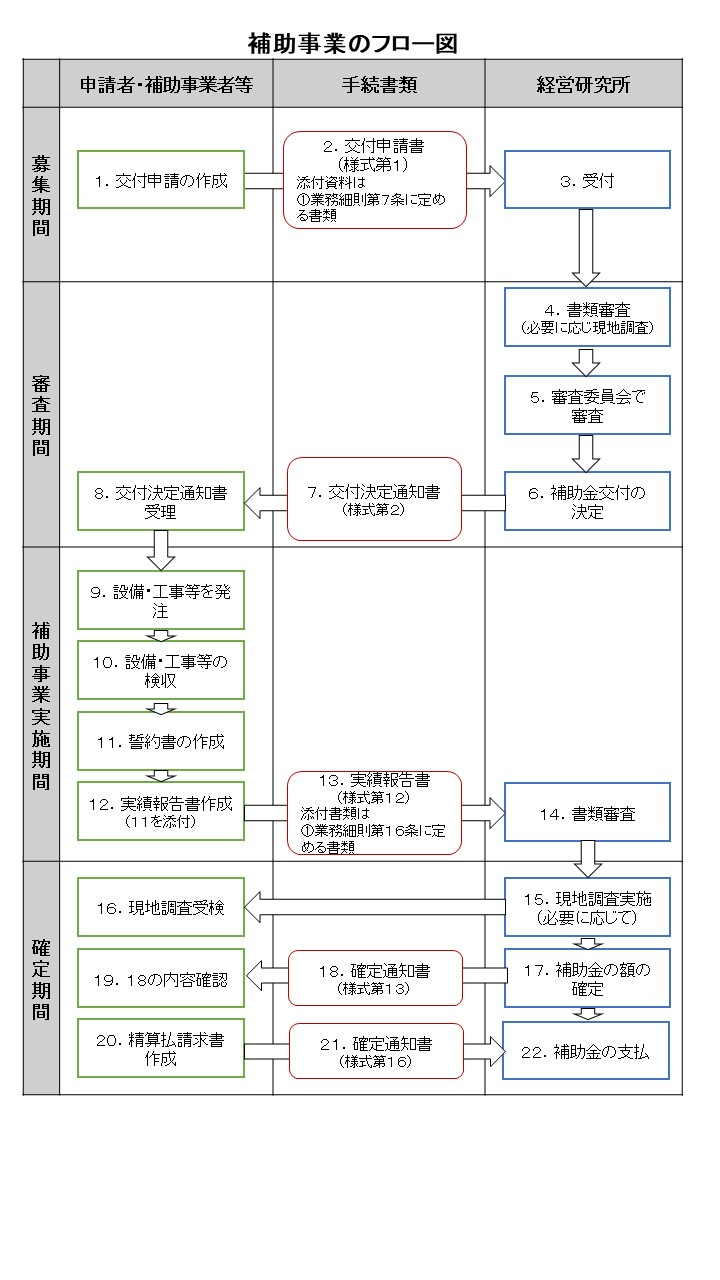 補助事業のフロー図
申請者・補助事業者等
手続書類
経営研究所
募集期間
1. 交付申請の作成
2. 交付申請書
(様式第1)
添付資料は
①業務細則第7条に定め
る書類
3. 受付
審査期間
4. 書類審査
(必要に応じ現地調査)
5. 審査委員会で
審査
6. 補助金交付の
決定
7. 交付決定通知書
(様式第2)
8. 交付決定通知書
受理
補助事業実施期間
9. 設備・工事等を発
注
10. 設備・工事等の
検収
11. 誓約書の作成
12. 実績報告書作成
(11を添付)
13. 実績報告書
(様式第12)
添付書類は
①業務細則第16条に定
める書類
14. 書類審査
確定期間
15. 現地調査実施
(必要に応じて)
16. 現地調査受検
17. 補助金の額の
確定
18. 確定通知書
(様式第13)
19. 18の内容確認
20. 精算払請求書
作成
21. 確定通知書
(様式第16)
22. 補助金の支払